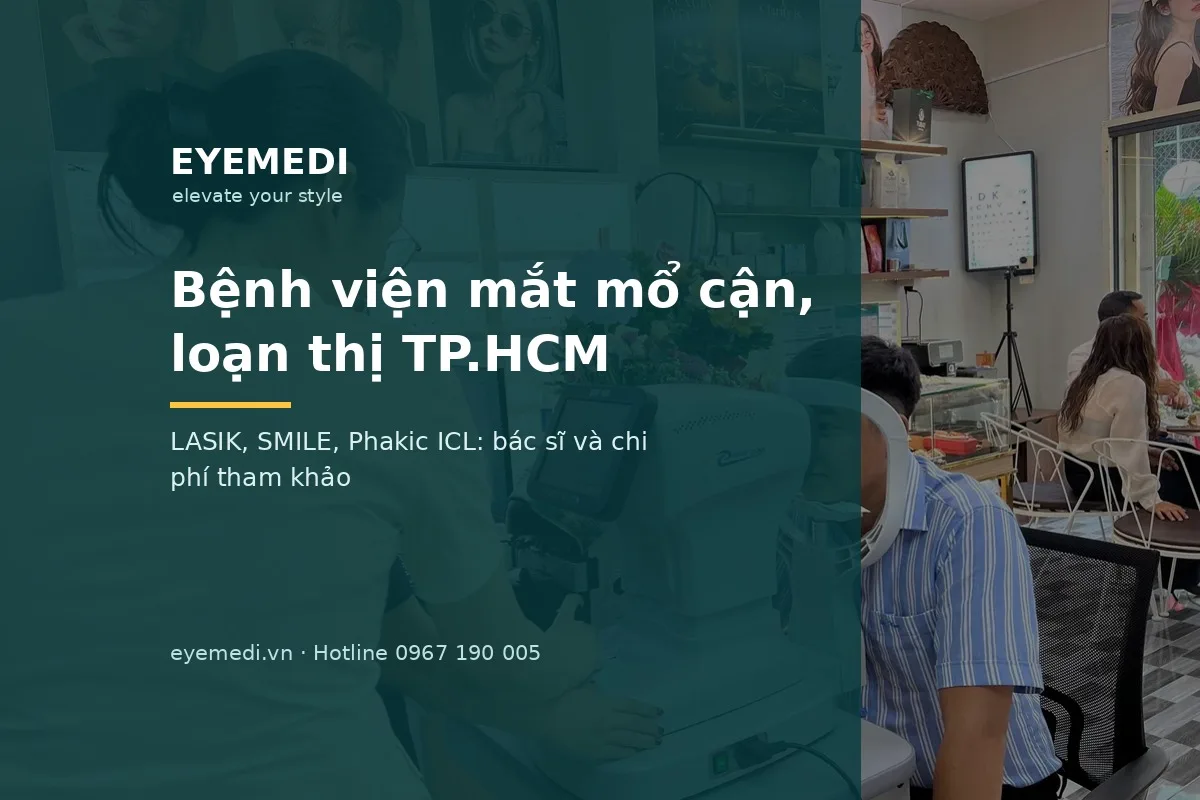 EYEMEDI
elevate your style
Bệnh viện mắt mổ cận,
loạn thị TP.HCM
LASIK, SMILE, Phakic ICL: bác sĩ và chi
phí tham khảo
eyemedi.vn · Hotline 0967 190 005